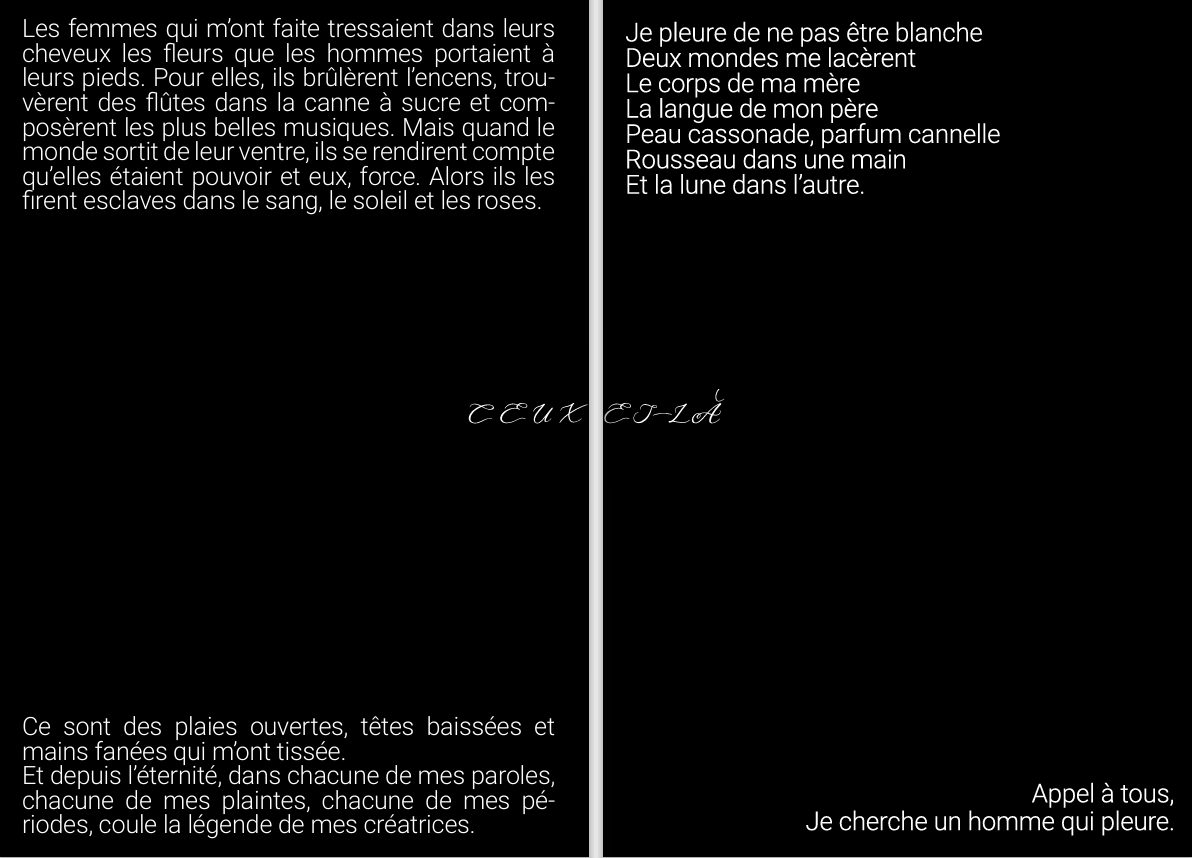 Les femmes qui m’ont faite tressaient dans leurs
cheveux les fleurs que les hommes portaient à
leurs pieds. Pour elles, ils brûlèrent l’encens, trou-
vèrent des flûtes dans la canne à sucre et com-
posèrent les plus belles musiques. Mais quand le
monde sortit de leur ventre, ils se rendirent compte
qu’elles étaient pouvoir et eux, force. Alors ils les
firent esclaves dans le sang, le soleil et les roses.
Je pleure de ne pas être blanche
Deux mondes me lacèrent
Le corps de ma mère
La langue de mon père
Peau cassonade, parfum cannelle
Rousseau dans une main
Et la lune dans l’autre.
CEUX ET-LÀ
Ce sont des plaies ouvertes, têtes baissées et
mains fanées qui m’ont tissée.
Et depuis l’éternité, dans chacune de mes paroles,
chacune de mes plaintes, chacune de mes pé-
riodes, coule la légende de mes créatrices.
Appel à tous,
Je cherche un homme qui pleure.